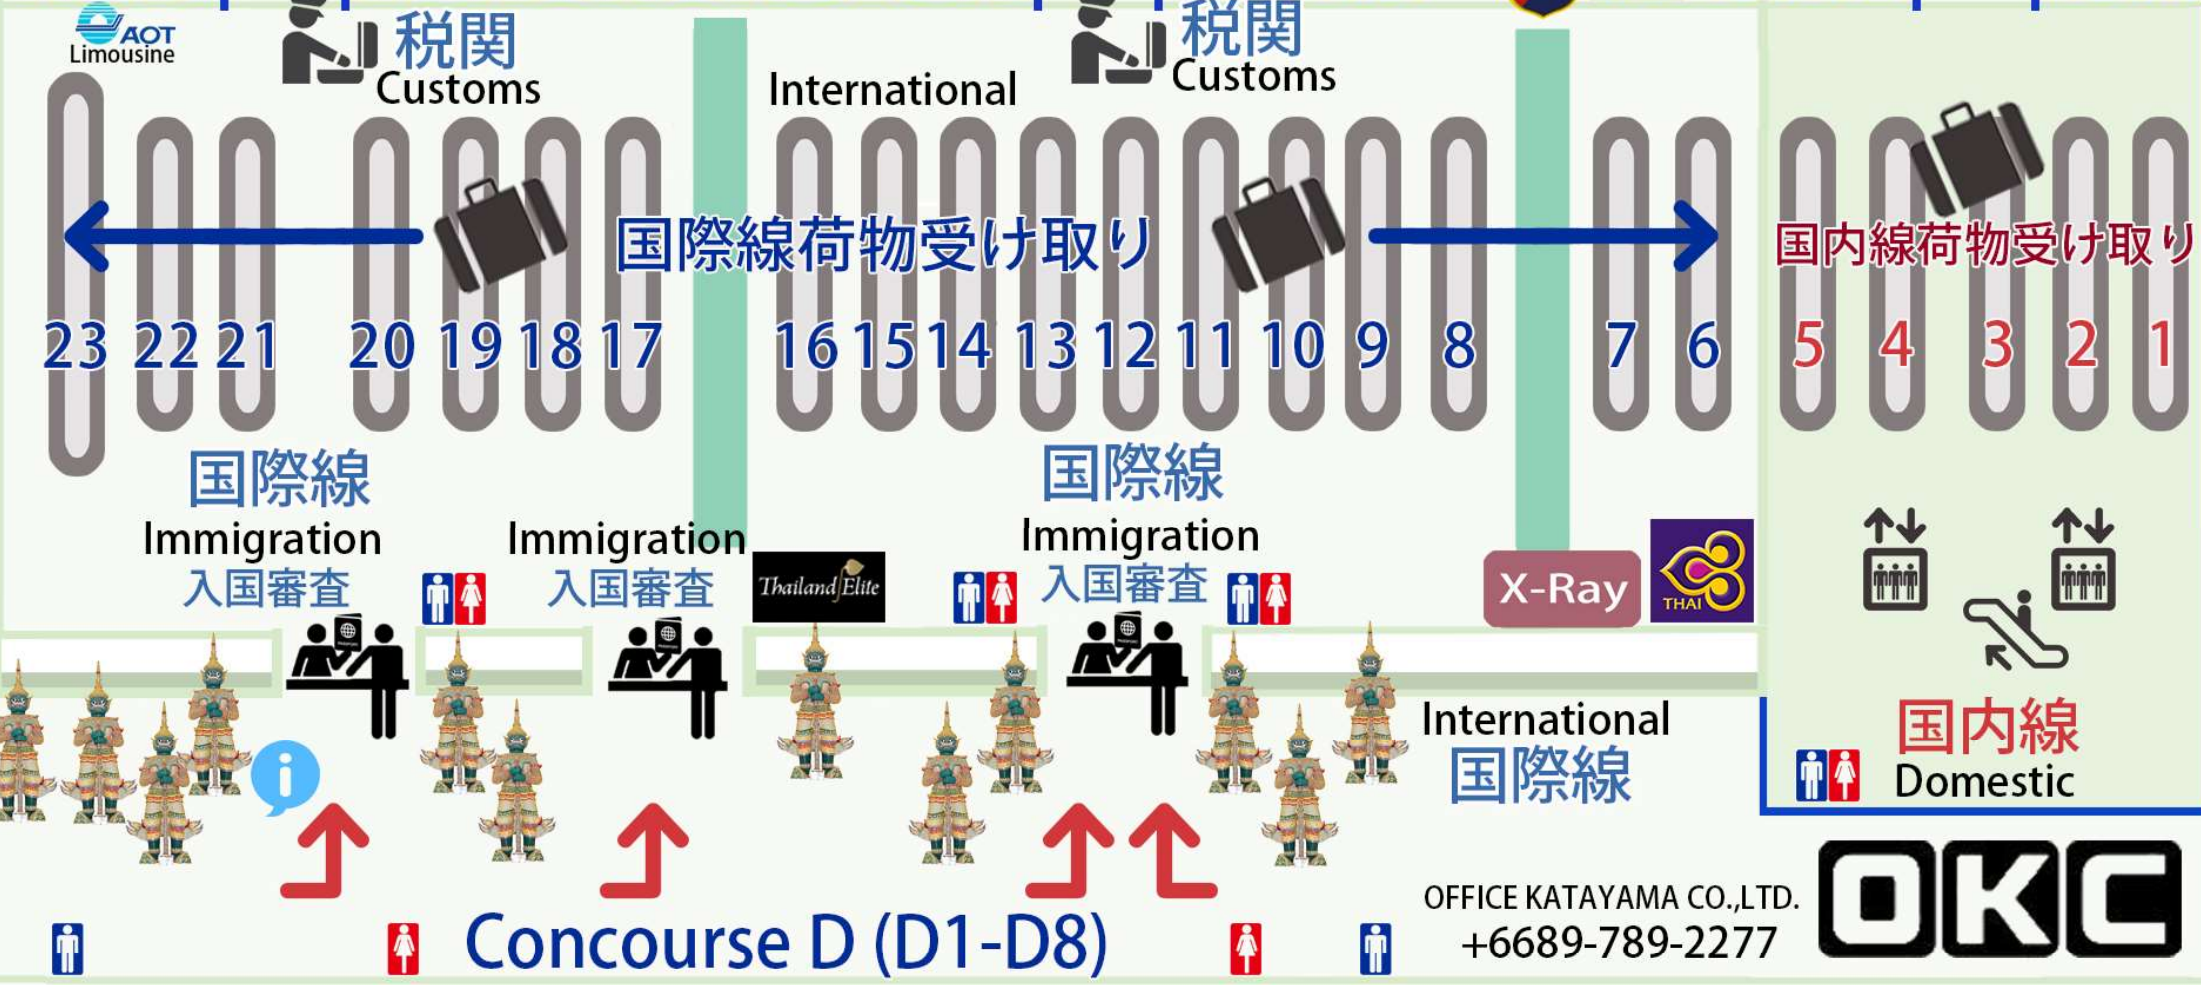 AOT
Limousine
税関
Customs
International
税関
Customs
国際線荷物受け取り
国内線荷物受け取り
23 22 21 20 19 18 17 16 15 14 13 12 11 10 9 8 7 6 5 4 3 2 1
国際線
Immigration
入国審査
Immigration
入国審査
Thailand Elite
国際線
Immigration
入国審査
X-Ray
THAI
i
International
国際線
国内線
Domestic
Concourse D (D1-D8)
OFFICE KATAYAMA CO.,LTD.
+6689-789-2277
OKC